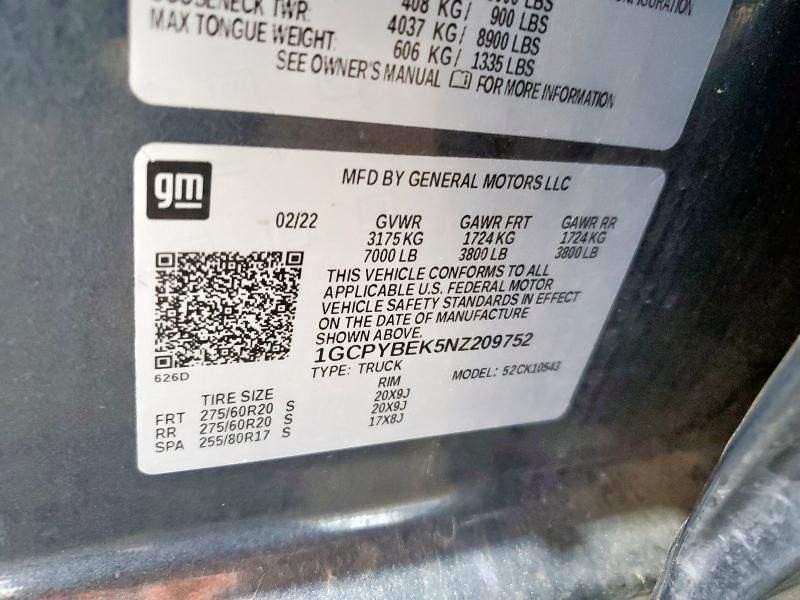 GOOSENECK TWR: 408 KG/ 900 LBS
4037 KG/ 8900 LBS
MAX TONGUE WEIGHT: 606 KG/ 1335 LBS
SEE OWNER'S MANUAL FOR MORE INFORMATION
gm
MFD BY GENERAL MOTORS LLC
02/22 GVWR GAWR FRT GAWR RR
3175KG 1724KG 1724KG
7000 LB 3800LB 3800LB
THIS VEHICLE CONFORMS TO ALL
APPLICABLE U.S. FEDERAL MOTOR
VEHICLE SAFETY STANDARDS IN EFFECT
ON THE DATE OF MANUFACTURE
SHOWN ABOVE.
1GCPYBEK5NZ209752
626D
TYPE: TRUCK MODEL: 52CK10543
TIRE SIZE RIM
FRT 275/60R20 S 20X9J
RR 275/60R20 S 20X9J
SPA 255/80R17 S 17X8J